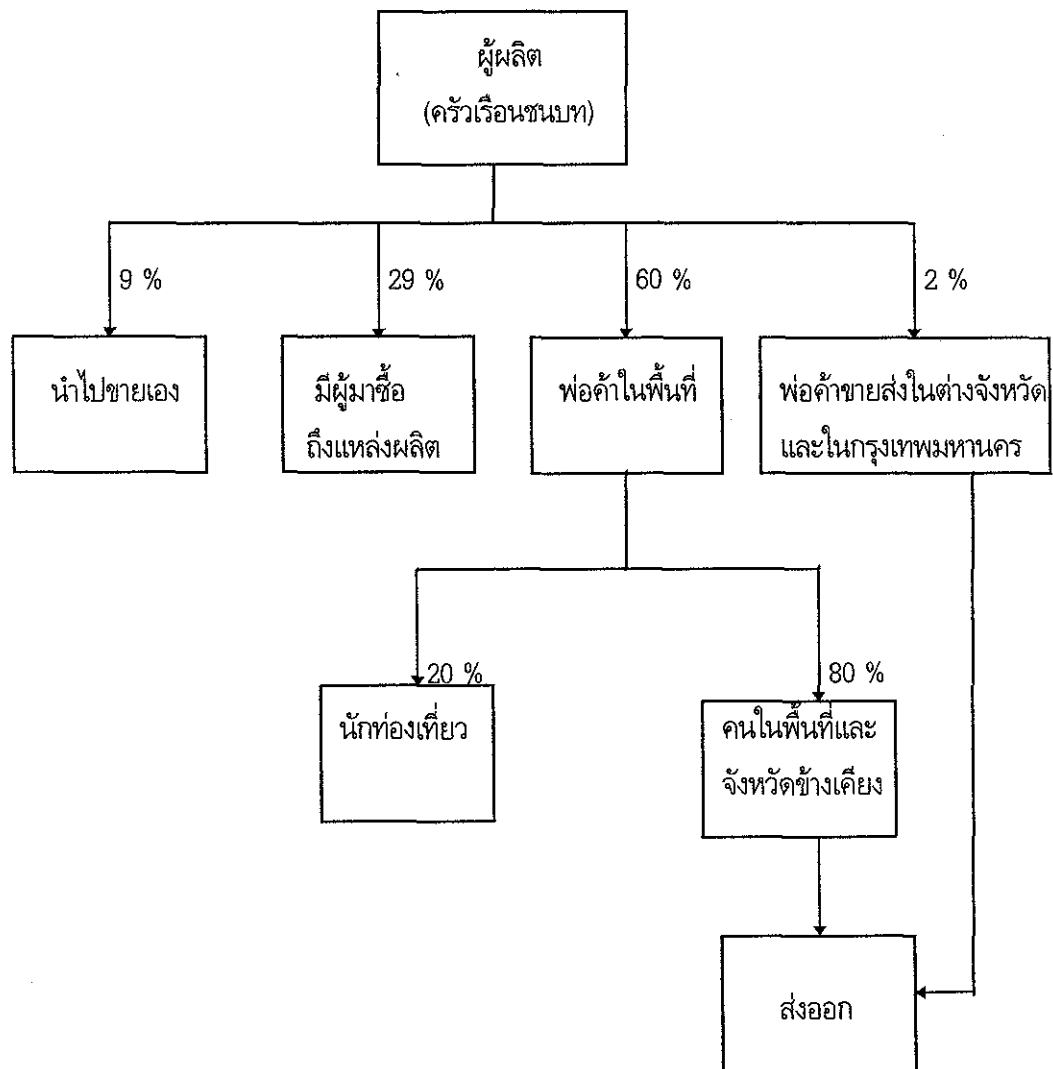 ผู้ผลิต
(ครัวเรือนชนบท)
9 %
29 %
60 %
2 %
นำไปขายเอง
มีผู้มาซื้อ
ถึงแหล่งผลิต
พ่อค้าในพื้นที่
พ่อค้าขายส่งในต่างจังหวัด
และในกรุงเทพมหานคร
20 %
80 %
นักท่องเที่ยว
คนในพื้นที่และ
จังหวัดข้างเคียง
ส่งออก